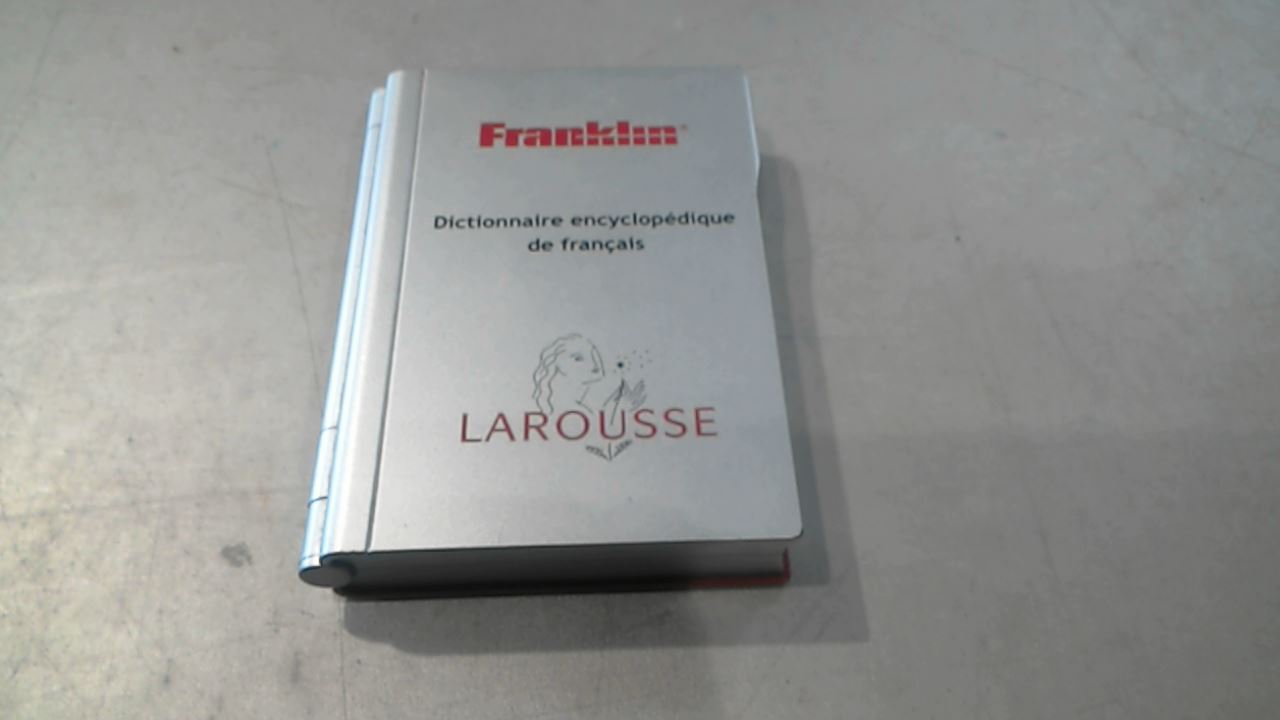 Franklin
Dictionnaire encyclopédique
de français
LAROUSSE